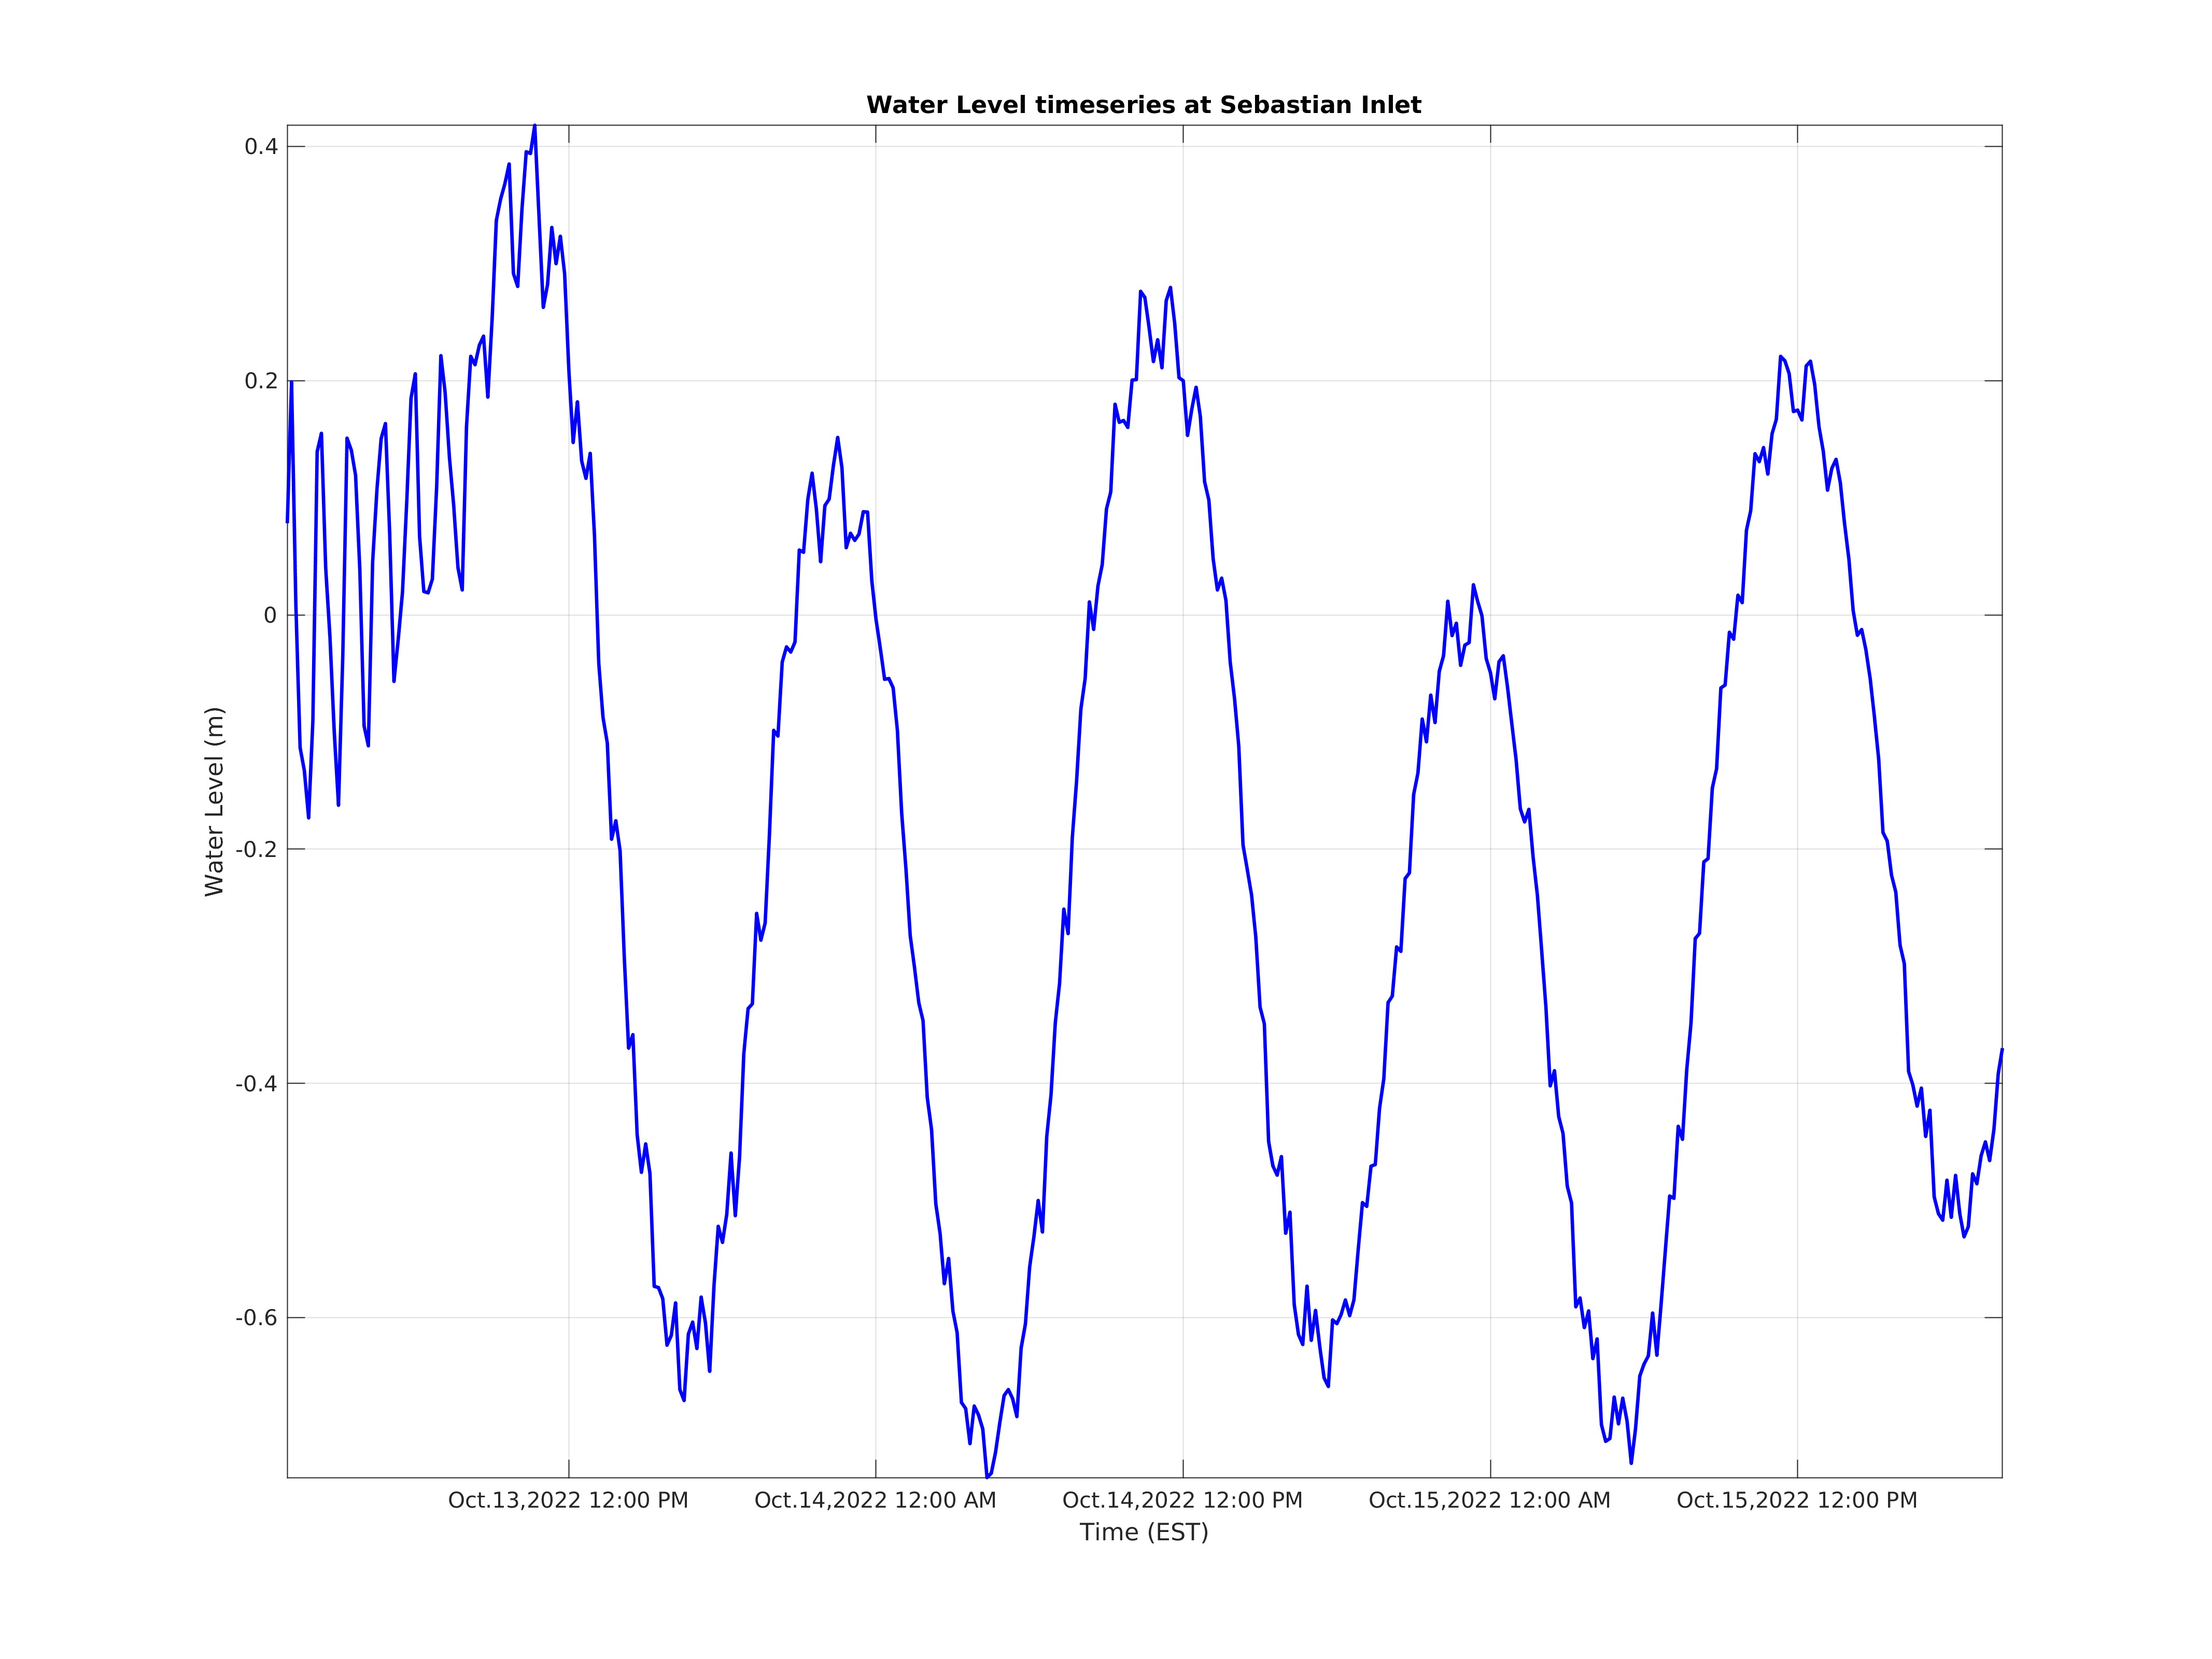 Water Level timeseries at Sebastian Inlet
0.4
0.2
0
-0.2
-0.4
-0.6
Water Level (m)
Oct.13,2022 12:00 PM
Oct.14,2022 12:00 AM
Oct.14,2022 12:00 PM
Oct.15,2022 12:00 AM
Oct.15,2022 12:00 PM
Time (EST)